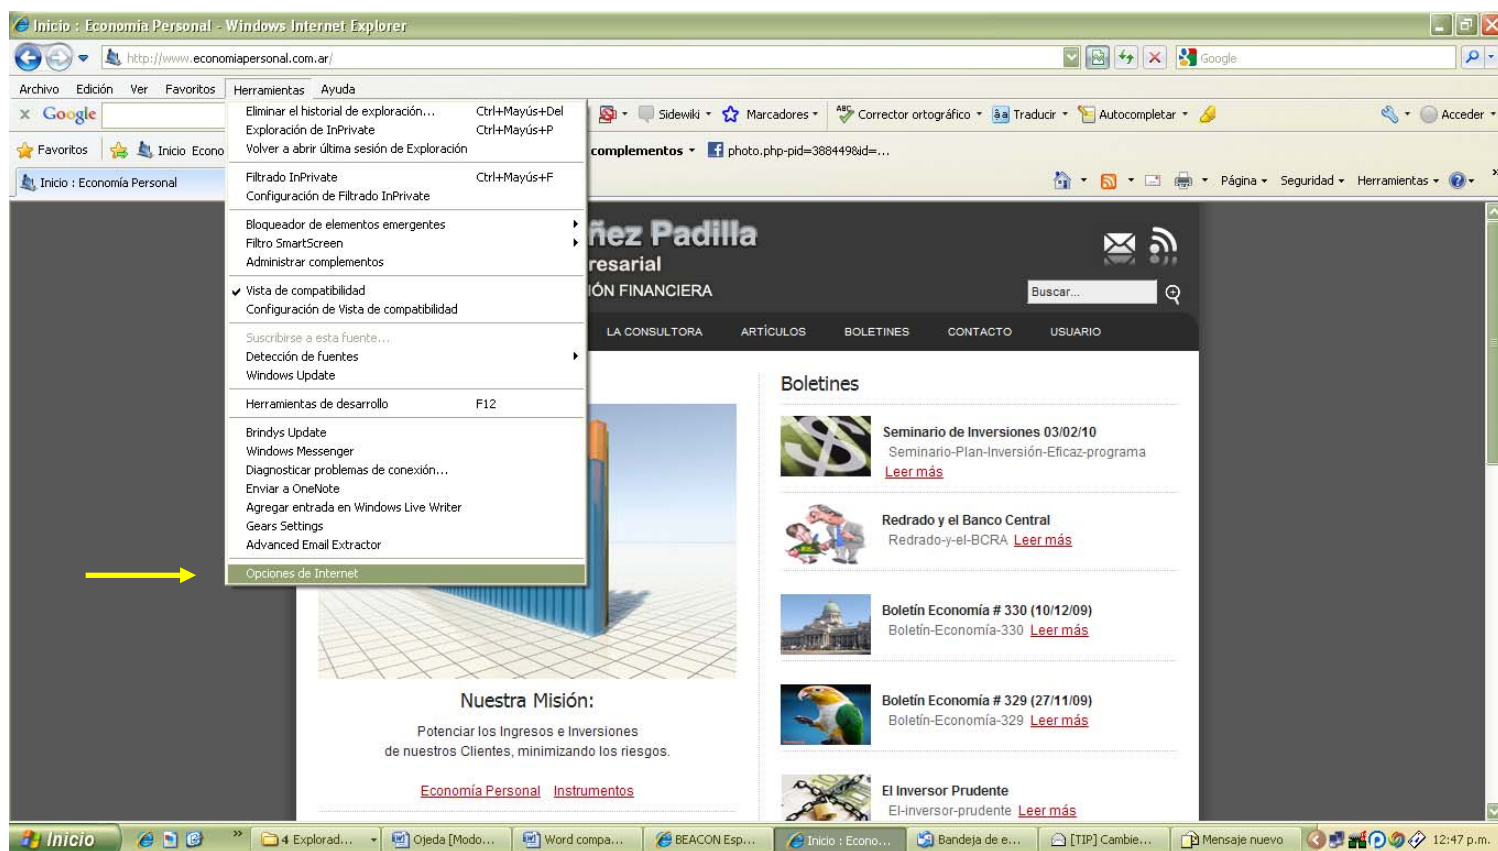 Inicio : Economía Personal - Windows Internet Explorer
http://www.economiapersonal.com.ar/
Google
Archivo Edición Ver Favoritos Herramientas Ayuda
x Google
Sidewiki Marcadores Corrector ortográfico Traducir Autocompletar Acceder
Favoritos Inicio Econo
complementos photo.php-pid=388449&id=...
Inicio : Economía Personal
Página Seguridad Herramientas
Eliminar el historial de exploración... Ctrl+Mayús+Del
Exploración de InPrivate Ctrl+Mayús+P
Volver a abrir última sesión de Exploración
Filtrado InPrivate Ctrl+Mayús+F
Configuración de Filtrado InPrivate
Bloqueador de elementos emergentes
Filtro SmartScreen
Administrar complementos
Vista de compatibilidad
Configuración de Vista de compatibilidad
Suscribirse a esta fuente...
Detección de fuentes
Windows Update
Herramientas de desarrollo F12
Brindys Update
Windows Messenger
Diagnosticar problemas de conexión...
Enviar a OneNote
Agregar entrada en Windows Live Writer
Gears Settings
Advanced Email Extractor
Opciones de Internet
ñez Padilla
resarial
IÓN FINANCIERA
Buscar...
LA CONSULTORA ARTÍCULOS BOLETINES CONTACTO USUARIO
Nuestra Misión:
Potenciar los Ingresos e Inversiones
de nuestros Clientes, minimizando los riesgos.
Economía Personal Instrumentos
Boletines
Seminario de Inversiones 03/02/10
Seminario-Plan-Inversión-Eficaz-programa
Leer más
Redrado y el Banco Central
Redrado-y-el-BCRA Leer más
Boletín Economía # 330 (10/12/09)
Boletín-Economía-330 Leer más
Boletín Economía # 329 (27/11/09)
Boletín-Economía-329 Leer más
El Inversor Prudente
El-inversor-prudente Leer más
Inicio 4 Explorad... Ojeda [Modo... Word compa... BEACON Esp... Inicio : Econo... Bandeja de e... [TIP] Cambie... Mensaje nuevo 12:47 p.m.